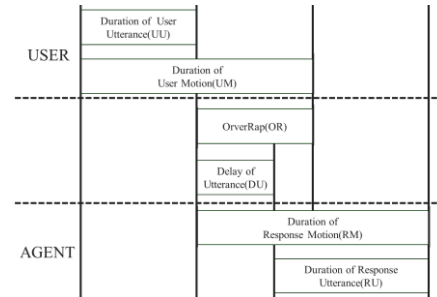 Duration of User
Utterance(UU)
USER
Duration of
User Motion(UM)
OrverRap(OR)
Delay of
Utterance(DU)
Duration of
Response Motion(RM)
AGENT
Duration of Response
Utterance(RU)